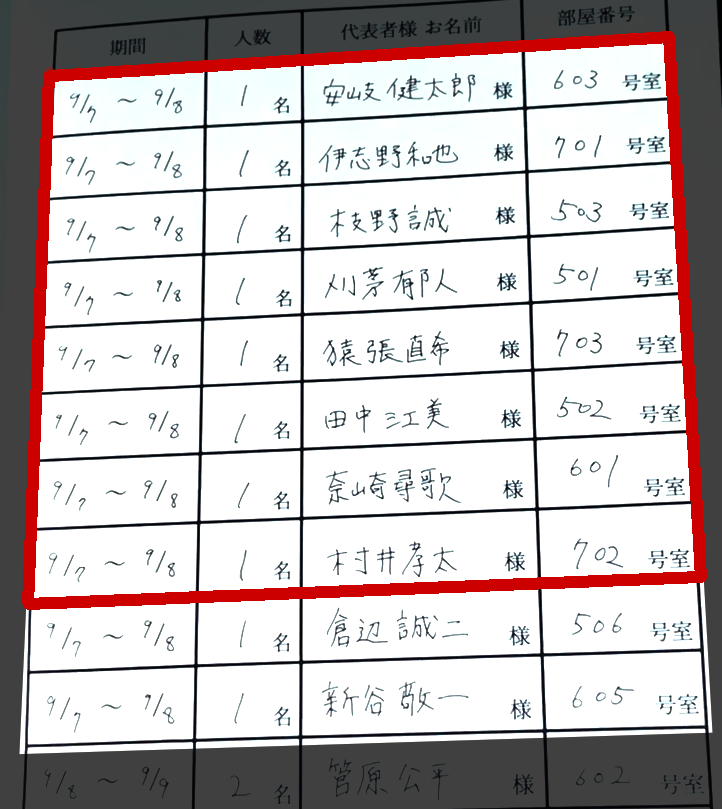 期間 人数 代表者様 お名前 部屋番号
9/7 ～ 9/8 1 名 安岐健太郎 様 603 号室
9/7 ～ 9/8 1 名 伊志野和也 様 701 号室
9/7 ～ 9/8 1 名 枝野誠 様 503 号室
9/7 ～ 9/8 1 名 刈茅有郎人 様 501 号室
9/7 ～ 9/8 1 名 猿張直希 様 703 号室
9/7 ～ 9/8 1 名 田中江美 様 502 号室
9/7 ～ 9/8 1 名 奈崎尋歌 様 601 号室
9/7 ～ 9/8 1 名 村井孝太 様 702 号室
9/7 ～ 9/8 1 名 倉辺誠二 様 506 号室
9/7 ～ 9/8 1 名 新谷敬一 様 605 号室
9/8 ～ 9/9 2 名 菅原公平 様 602 号室